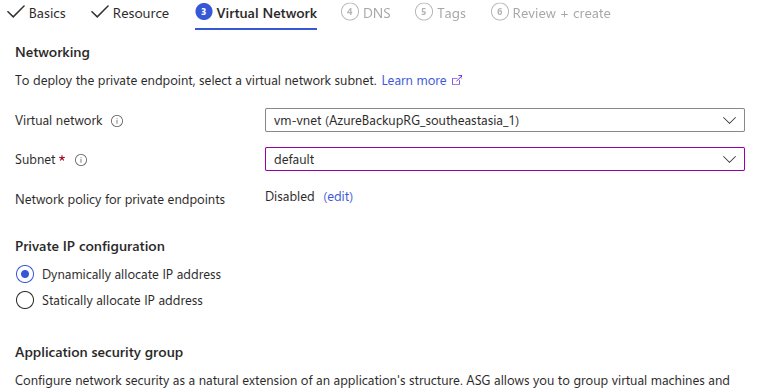 Basics Resource 3 Virtual Network 4 DNS 5 Tags 6 Review + create
Networking
To deploy the private endpoint, select a virtual network subnet. Learn more
Virtual network vm-vnet (AzureBackupRG_southeastasia_1)
Subnet * default
Network policy for private endpoints Disabled (edit)
Private IP configuration
Dynamically allocate IP address
Statically allocate IP address
Application security group
Configure network security as a natural extension of an application's structure. ASG allows you to group virtual machines and